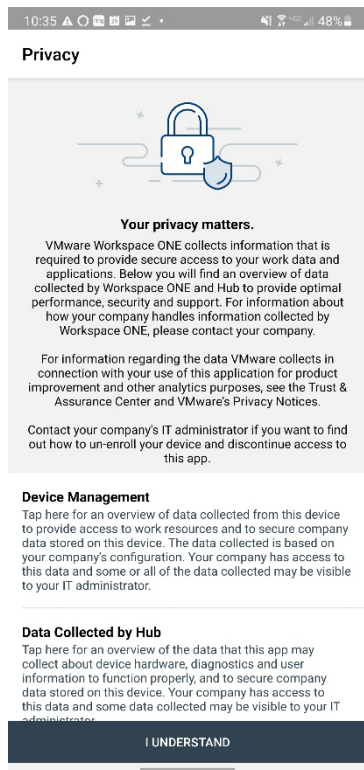 10:35
48%
Privacy
Your privacy matters.
VMware Workspace ONE collects information that is
required to provide secure access to your work data and
applications. Below you will find an overview of data
collected by Workspace ONE and Hub to provide optimal
performance, security and support. For information about
how your company handles information collected by
Workspace ONE, please contact your company.
For information regarding the data VMware collects in
connection with your use of this application for product
improvement and other analytics purposes, see the Trust &
Assurance Center and VMware's Privacy Notices.
Contact your company's IT administrator if you want to find
out how to un-enroll your device and discontinue access to
this app.
Device Management
Tap here for an overview of data collected from this device
to provide access to work resources and to secure company
data stored on this device. The data collected is based on
your company's configuration. Your company has access to
this data and some or all of the data collected may be visible
to your IT administrator.
Data Collected by Hub
Tap here for an overview of the data that this app may
collect about device hardware, diagnostics and user
information to function properly, and to secure company
data stored on this device. Your company has access to
this data and some data collected may be visible to your IT
administrator.
I UNDERSTAND